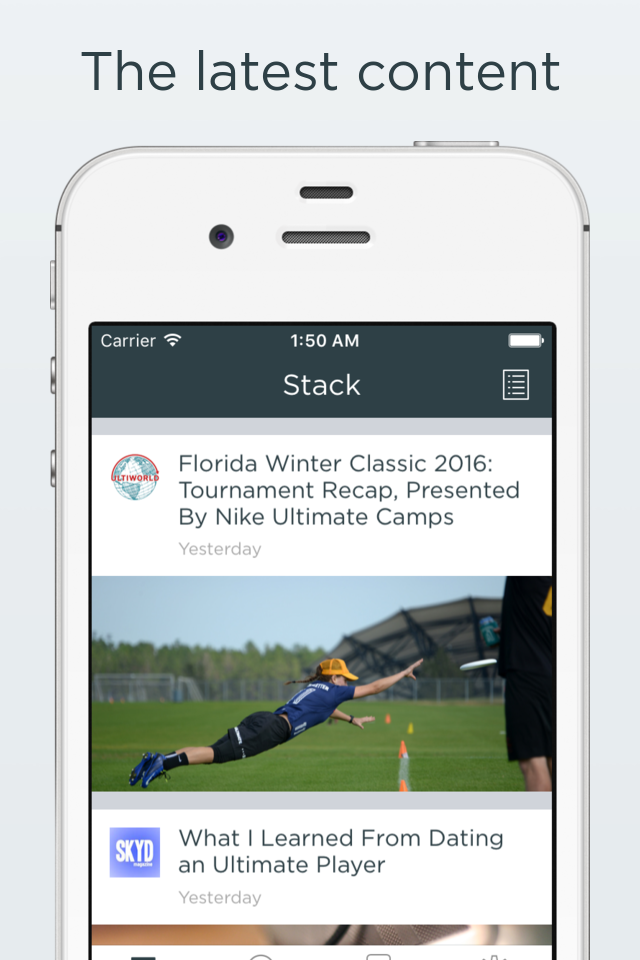 The latest content
Carrier
1:50 AM
Stack
ULTIWORLD
Florida Winter Classic 2016:
Tournament Recap, Presented
By Nike Ultimate Camps
Yesterday
SKYD
magazine
What I Learned From Dating
an Ultimate Player
Yesterday